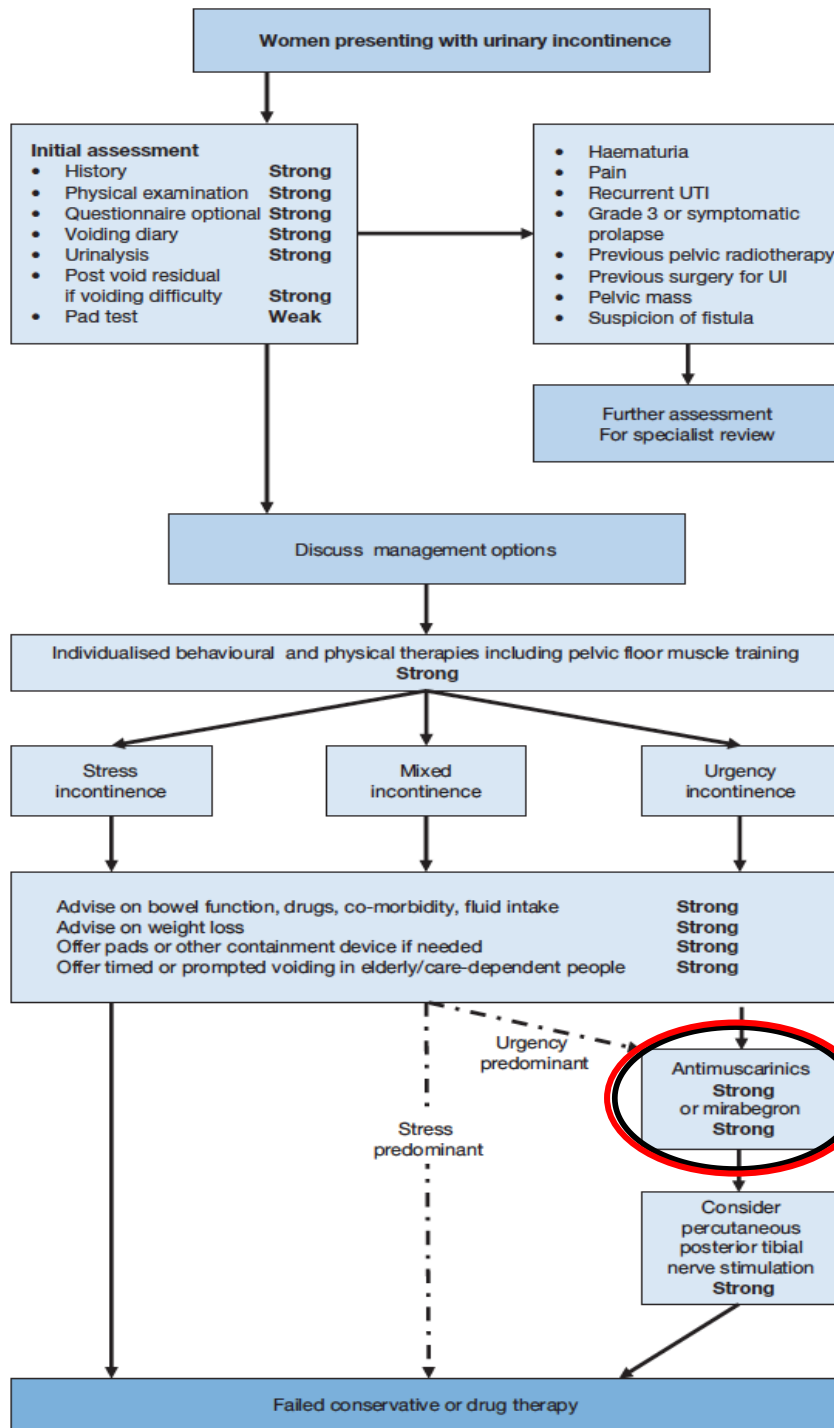 Women presenting with urinary incontinence
Initial assessment
• History Strong
• Physical examination Strong
• Questionnaire optional Strong
• Voiding diary Strong
• Urinalysis Strong
• Post void residual
if voiding difficulty Strong
• Pad test Weak
• Haematuria
• Pain
• Recurrent UTI
• Grade 3 or symptomatic
prolapse
• Previous pelvic radiotherapy
• Previous surgery for UI
• Pelvic mass
• Suspicion of fistula
Further assessment
For specialist review
Discuss management options
Individualised behavioural and physical therapies including pelvic floor muscle training
Strong
Stress
incontinence
Mixed
incontinence
Urgency
incontinence
Advise on bowel function, drugs, co-morbidity, fluid intake Strong
Advise on weight loss Strong
Offer pads or other containment device if needed Strong
Offer timed or prompted voiding in elderly/care-dependent people Strong
Urgency
predominant
Antimuscarinics
Strong
or mirabegron
Strong
Stress
predominant
Consider
percutaneous
posterior tibial
nerve stimulation
Strong
Failed conservative or drug therapy